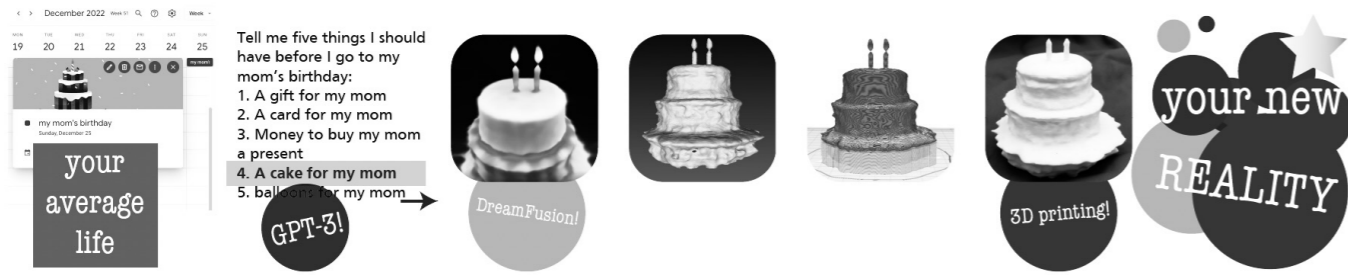 December 2022
Week 51
Week
MON TUE WED THU FRI SAT SUN
19 20 21 22 23 24 25
my mom's
my mom's birthday
Sunday, December 25
your
average
life
Tell me five things I should
have before I go to my
mom's birthday:
1. A gift for my mom
2. A card for my mom
3. Money to buy my mom
a present
4. A cake for my mom
5. balloons for my mom
GPT-3!
DreamFusion!
3D printing!
your new
REALITY